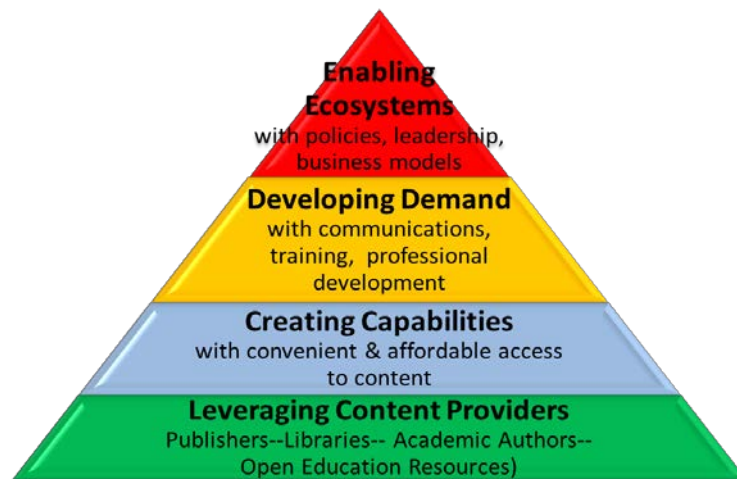 Enabling
Ecosystems
with policies, leadership,
business models
Developing Demand
with communications,
training, professional
development
Creating Capabilities
with convenient & affordable access
to content
Leveraging Content Providers
Publishers--Libraries-- Academic Authors--
Open Education Resources)